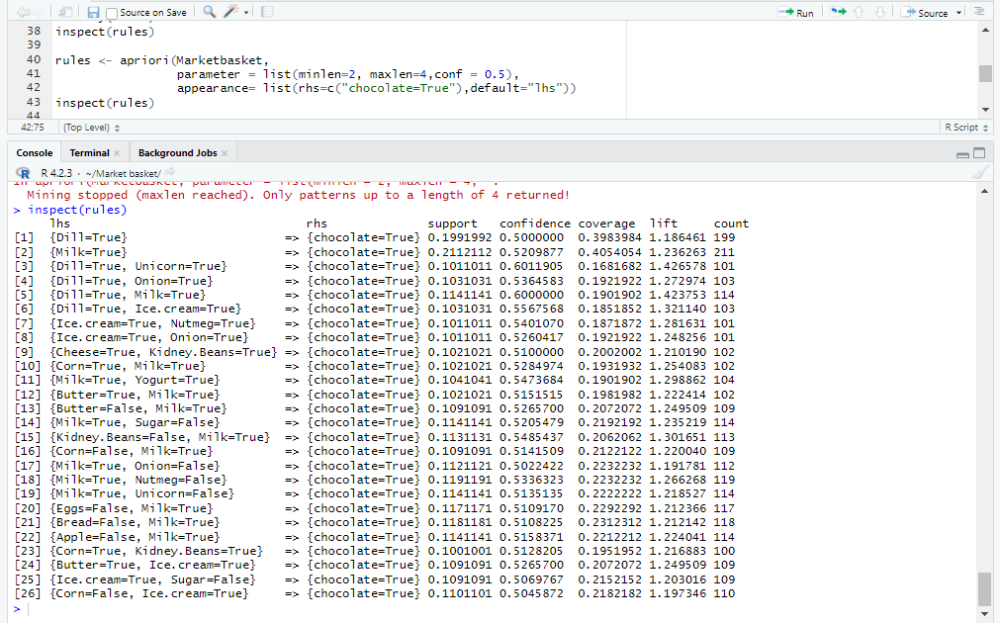 Source on Save
Run
Source
38 inspect(rules)
39
40 rules <- apriori(Marketbasket,
41 parameter = list(minlen=2, maxlen=4,conf = 0.5),
42 appearance= list(rhs=c("chocolate=True"),default="lhs"))
43 inspect(rules)
44
42:75 (Top Level) R Script
Console Terminal Background Jobs
R 4.2.3 · ~/Market basket/
In apriori(Marketbasket, parameter = list(minlen = 2, maxlen = 4, :
Mining stopped (maxlen reached). Only patterns up to a length of 4 returned!
> inspect(rules)
lhs rhs support confidence coverage lift count
[1] {Dill=True} => {chocolate=True} 0.1991992 0.5000000 0.3983984 1.186461 199
[2] {Milk=True} => {chocolate=True} 0.2112112 0.5209877 0.4054054 1.236263 211
[3] {Dill=True, Unicorn=True} => {chocolate=True} 0.1011011 0.6011905 0.1681682 1.426578 101
[4] {Dill=True, Onion=True} => {chocolate=True} 0.1031031 0.5364583 0.1921922 1.272974 103
[5] {Dill=True, Milk=True} => {chocolate=True} 0.1141141 0.6000000 0.1901902 1.423753 114
[6] {Dill=True, Ice.cream=True} => {chocolate=True} 0.1031031 0.5567568 0.1851852 1.321140 103
[7] {Ice.cream=True, Nutmeg=True} => {chocolate=True} 0.1011011 0.5401070 0.1871872 1.281631 101
[8] {Ice.cream=True, Onion=True} => {chocolate=True} 0.1011011 0.5260417 0.1921922 1.248256 101
[9] {Cheese=True, Kidney.Beans=True} => {chocolate=True} 0.1021021 0.5100000 0.2002002 1.210190 102
[10] {Corn=True, Milk=True} => {chocolate=True} 0.1021021 0.5284974 0.1931932 1.254083 102
[11] {Milk=True, Yogurt=True} => {chocolate=True} 0.1041041 0.5473684 0.1901902 1.298862 104
[12] {Butter=True, Milk=True} => {chocolate=True} 0.1021021 0.5151515 0.1981982 1.222414 102
[13] {Butter=False, Milk=True} => {chocolate=True} 0.1091091 0.5265700 0.2072072 1.249509 109
[14] {Milk=True, Sugar=False} => {chocolate=True} 0.1141141 0.5205479 0.2192192 1.235219 114
[15] {Kidney.Beans=False, Milk=True} => {chocolate=True} 0.1131131 0.5485437 0.2062062 1.301651 113
[16] {Corn=False, Milk=True} => {chocolate=True} 0.1091091 0.5141509 0.2122122 1.220040 109
[17] {Milk=True, Onion=False} => {chocolate=True} 0.1121121 0.5022422 0.2232232 1.191781 112
[18] {Milk=True, Nutmeg=False} => {chocolate=True} 0.1191191 0.5336323 0.2232232 1.266268 119
[19] {Milk=True, Unicorn=False} => {chocolate=True} 0.1141141 0.5135135 0.2222222 1.218527 114
[20] {Eggs=False, Milk=True} => {chocolate=True} 0.1171171 0.5109170 0.2292292 1.212366 117
[21] {Bread=False, Milk=True} => {chocolate=True} 0.1181181 0.5108225 0.2312312 1.212142 118
[22] {Apple=False, Milk=True} => {chocolate=True} 0.1141141 0.5158371 0.2212212 1.224041 114
[23] {Corn=True, Kidney.Beans=True} => {chocolate=True} 0.1001001 0.5128205 0.1951952 1.216883 100
[24] {Butter=True, Ice.cream=True} => {chocolate=True} 0.1091091 0.5265700 0.2072072 1.249509 109
[25] {Ice.cream=True, Sugar=False} => {chocolate=True} 0.1091091 0.5069767 0.2152152 1.203016 109
[26] {Corn=False, Ice.cream=True} => {chocolate=True} 0.1101101 0.5045872 0.2182182 1.197346 110
>